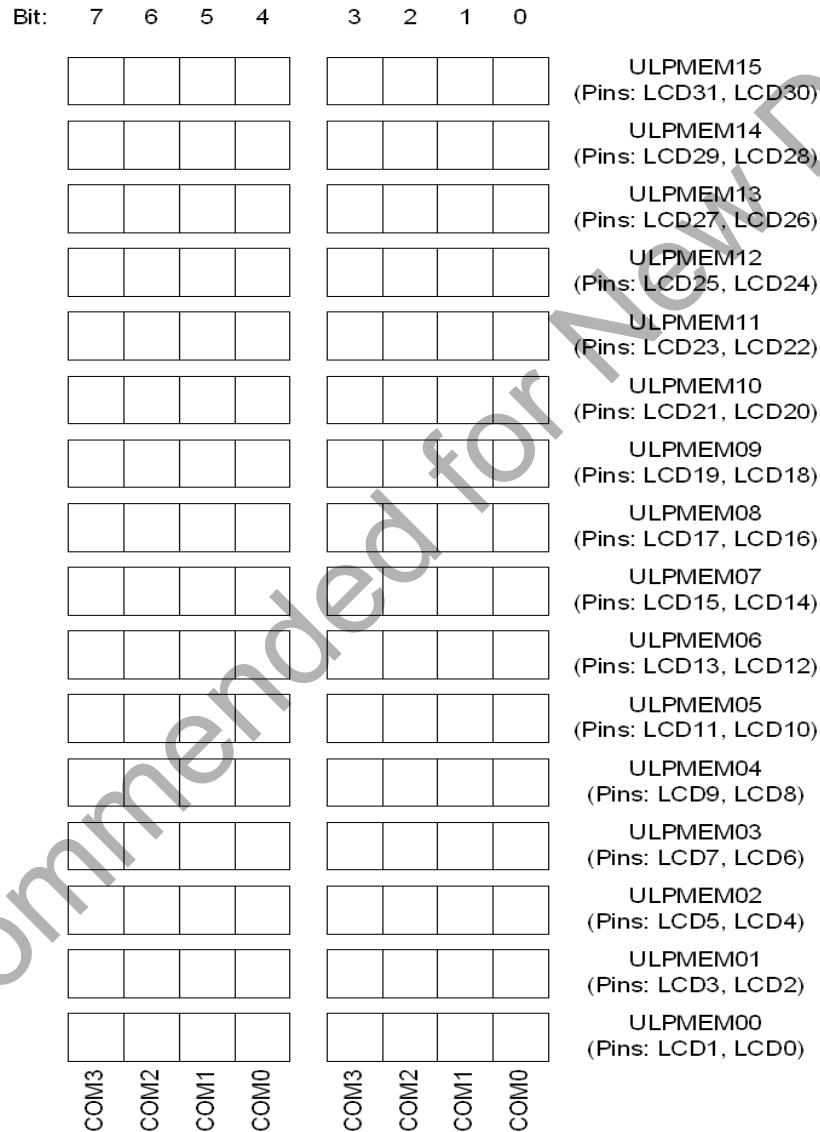 Bit: 7 6 5 4 3 2 1 0
ULPMEM15
(Pins: LCD31, LCD30)
ULPMEM14
(Pins: LCD29, LCD28)
ULPMEM13
(Pins: LCD27, LCD26)
ULPMEM12
(Pins: LCD25, LCD24)
ULPMEM11
(Pins: LCD23, LCD22)
ULPMEM10
(Pins: LCD21, LCD20)
ULPMEM09
(Pins: LCD19, LCD18)
ULPMEM08
(Pins: LCD17, LCD16)
ULPMEM07
(Pins: LCD15, LCD14)
ULPMEM06
(Pins: LCD13, LCD12)
ULPMEM05
(Pins: LCD11, LCD10)
ULPMEM04
(Pins: LCD9, LCD8)
ULPMEM03
(Pins: LCD7, LCD6)
ULPMEM02
(Pins: LCD5, LCD4)
ULPMEM01
(Pins: LCD3, LCD2)
ULPMEM00
(Pins: LCD1, LCD0)
COM3 COM2 COM1 COM0 COM3 COM2 COM1 COM0
ommended for New D